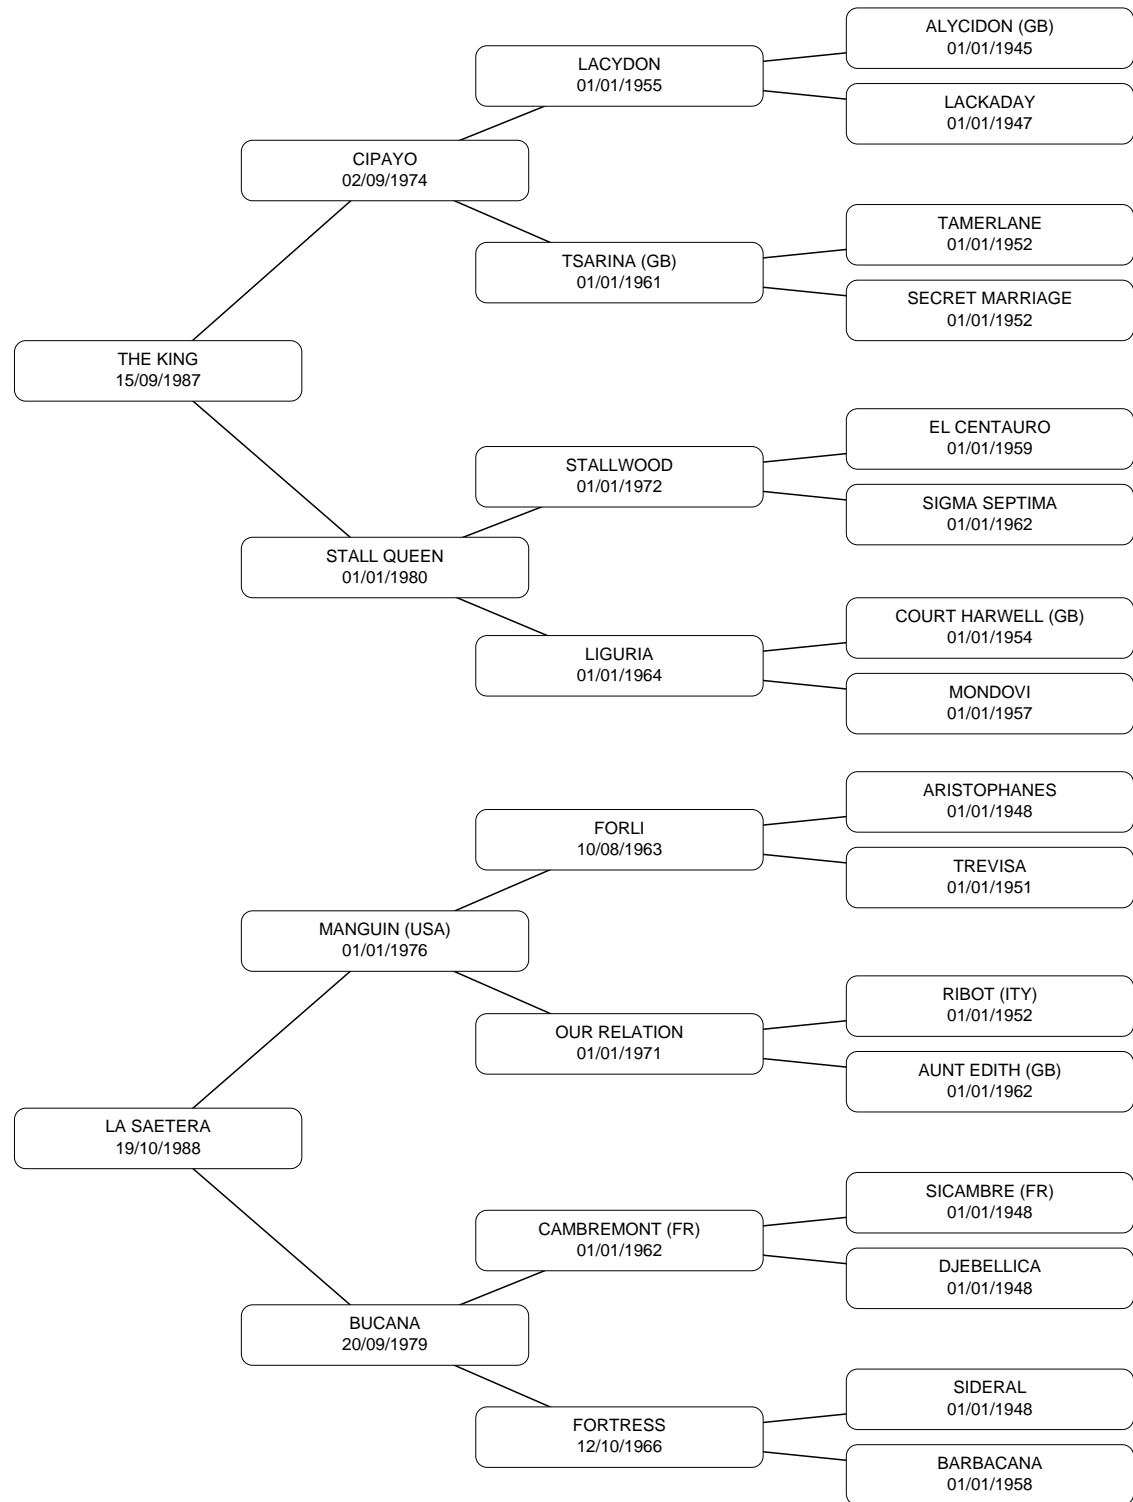 ALYCIDON (GB)
01/01/1945
LACYDON
01/01/1955
LACKADAY
01/01/1947
CIPAYO
02/09/1974
TAMERLANE
01/01/1952
TSARINA (GB)
01/01/1961
SECRET MARRIAGE
01/01/1952
THE KING
15/09/1987
EL CENTAURO
01/01/1959
STALLWOOD
01/01/1972
SIGMA SEPTIMA
01/01/1962
STALL QUEEN
01/01/1980
COURT HARWELL (GB)
01/01/1954
LIGURIA
01/01/1964
MONDOVI
01/01/1957
ARISTOPHANES
01/01/1948
FORLI
10/08/1963
TREVISA
01/01/1951
MANGUIN (USA)
01/01/1976
RIBOT (ITY)
01/01/1952
OUR RELATION
01/01/1971
AUNT EDITH (GB)
01/01/1962
LA SAETERA
19/10/1988
SICAMBRE (FR)
01/01/1948
CAMBREMONT (FR)
01/01/1962
DJEBELLICA
01/01/1948
BUCANA
20/09/1979
SIDERAL
01/01/1948
FORTRESS
12/10/1966
BARBACANA
01/01/1958